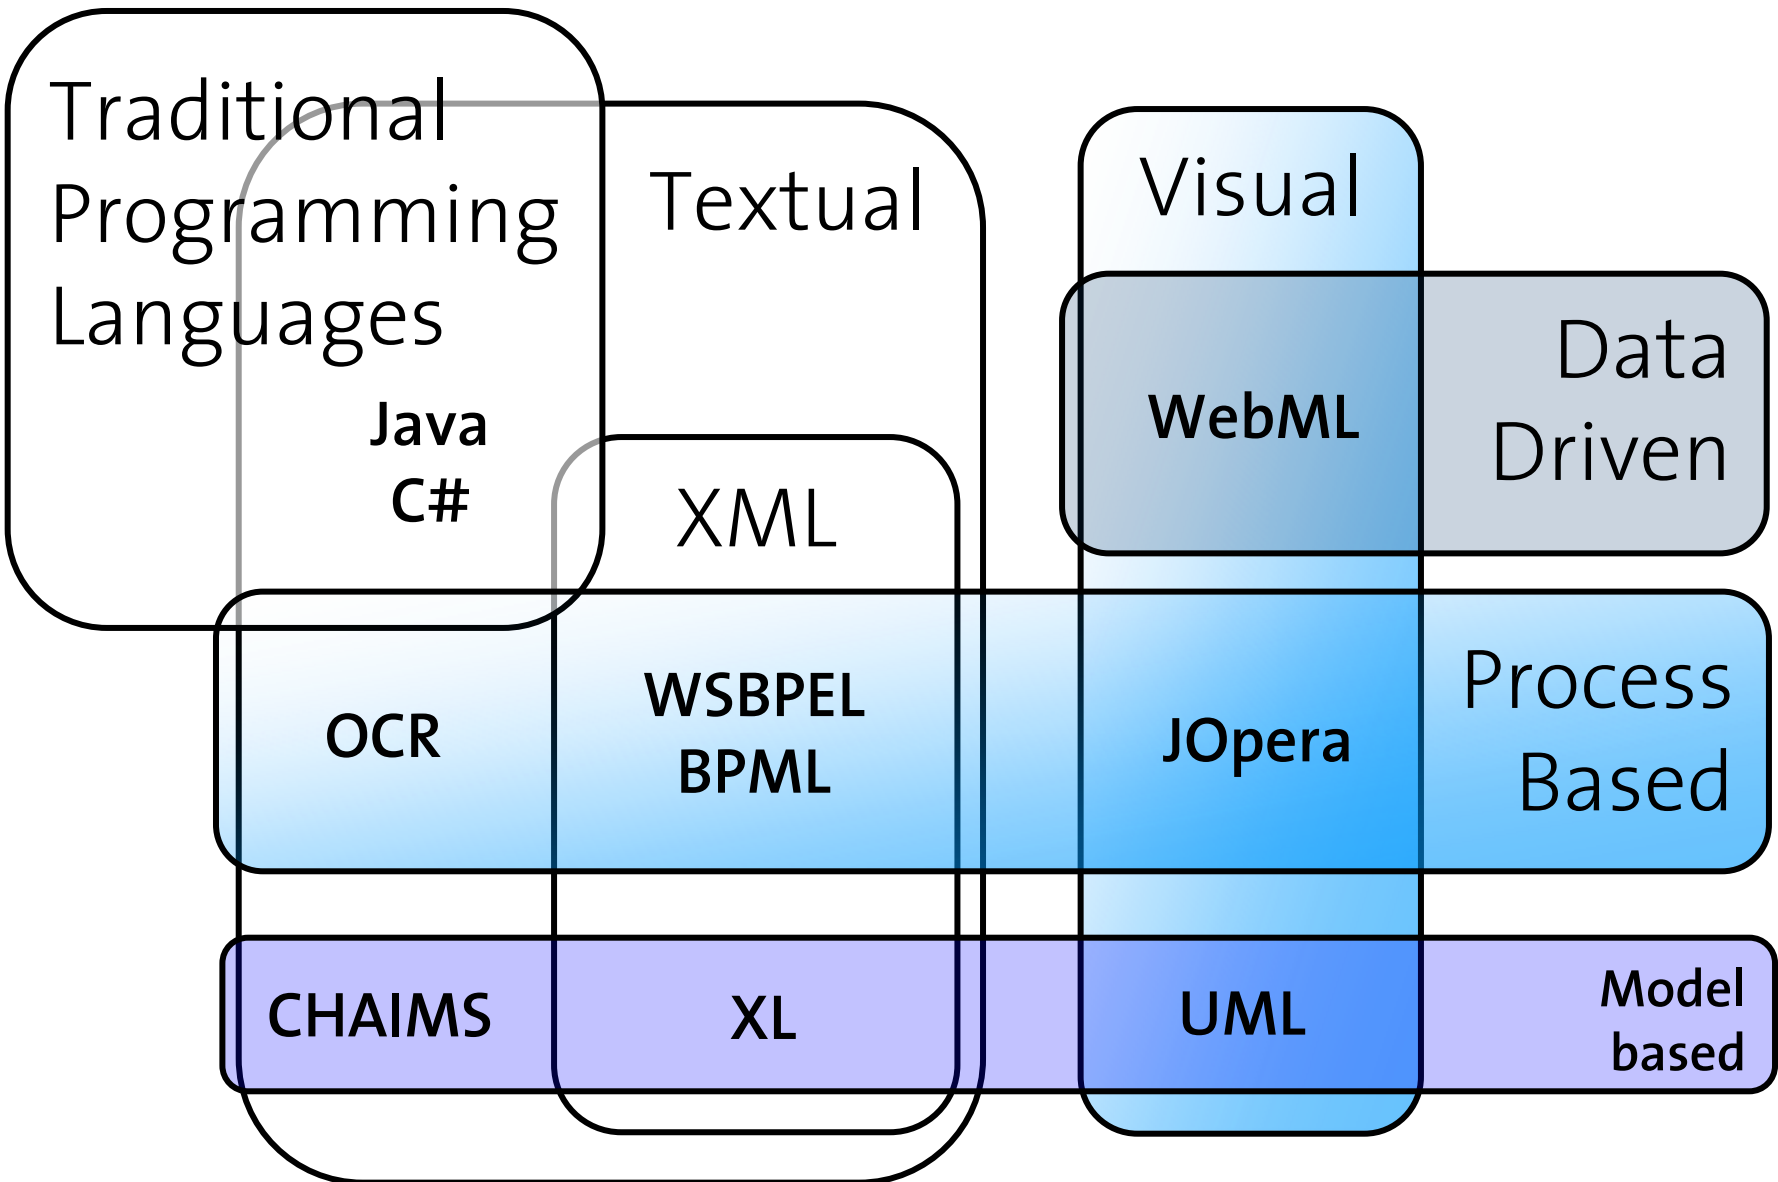 Traditional
Programming
Languages
Java
C#
Textual
XML
Visual
WebML
Data
Driven
OCR
WSBPEL
BPML
JOpera
Process
Based
CHAIMS
XL
UML
Model
based